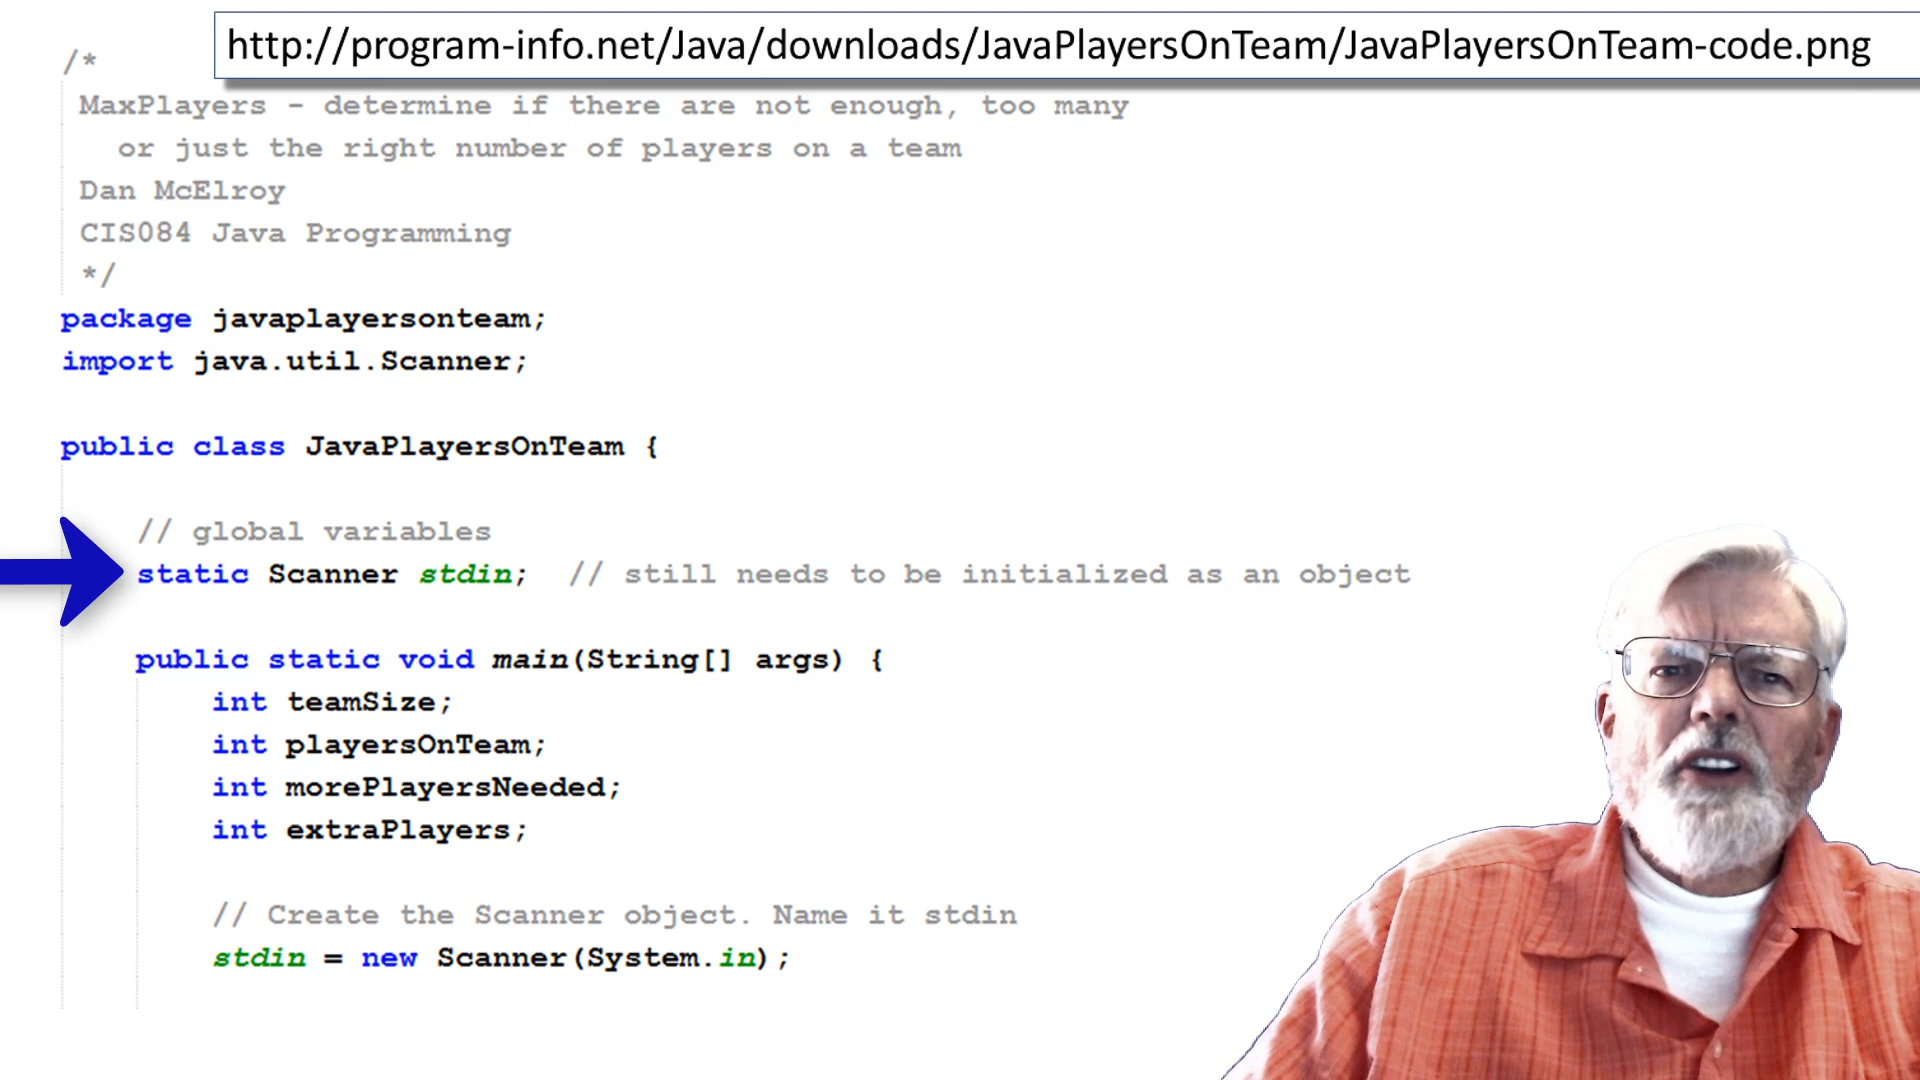 http://program-info.net/Java/downloads/JavaPlayersOnTeam/JavaPlayersOnTeam-code.png
/*
MaxPlayers - determine if there are not enough, too many
or just the right number of players on a team
Dan McElroy
CIS084 Java Programming
*/
package javaplayersonteam;
import java.util.Scanner;
public class JavaPlayersOnTeam {
// global variables
static Scanner stdin;  // still needs to be initialized as an object
public static void main(String[] args) {
int teamSize;
int playersOnTeam;
int morePlayersNeeded;
int extraPlayers;
// Create the Scanner object. Name it stdin
stdin = new Scanner(System.in);